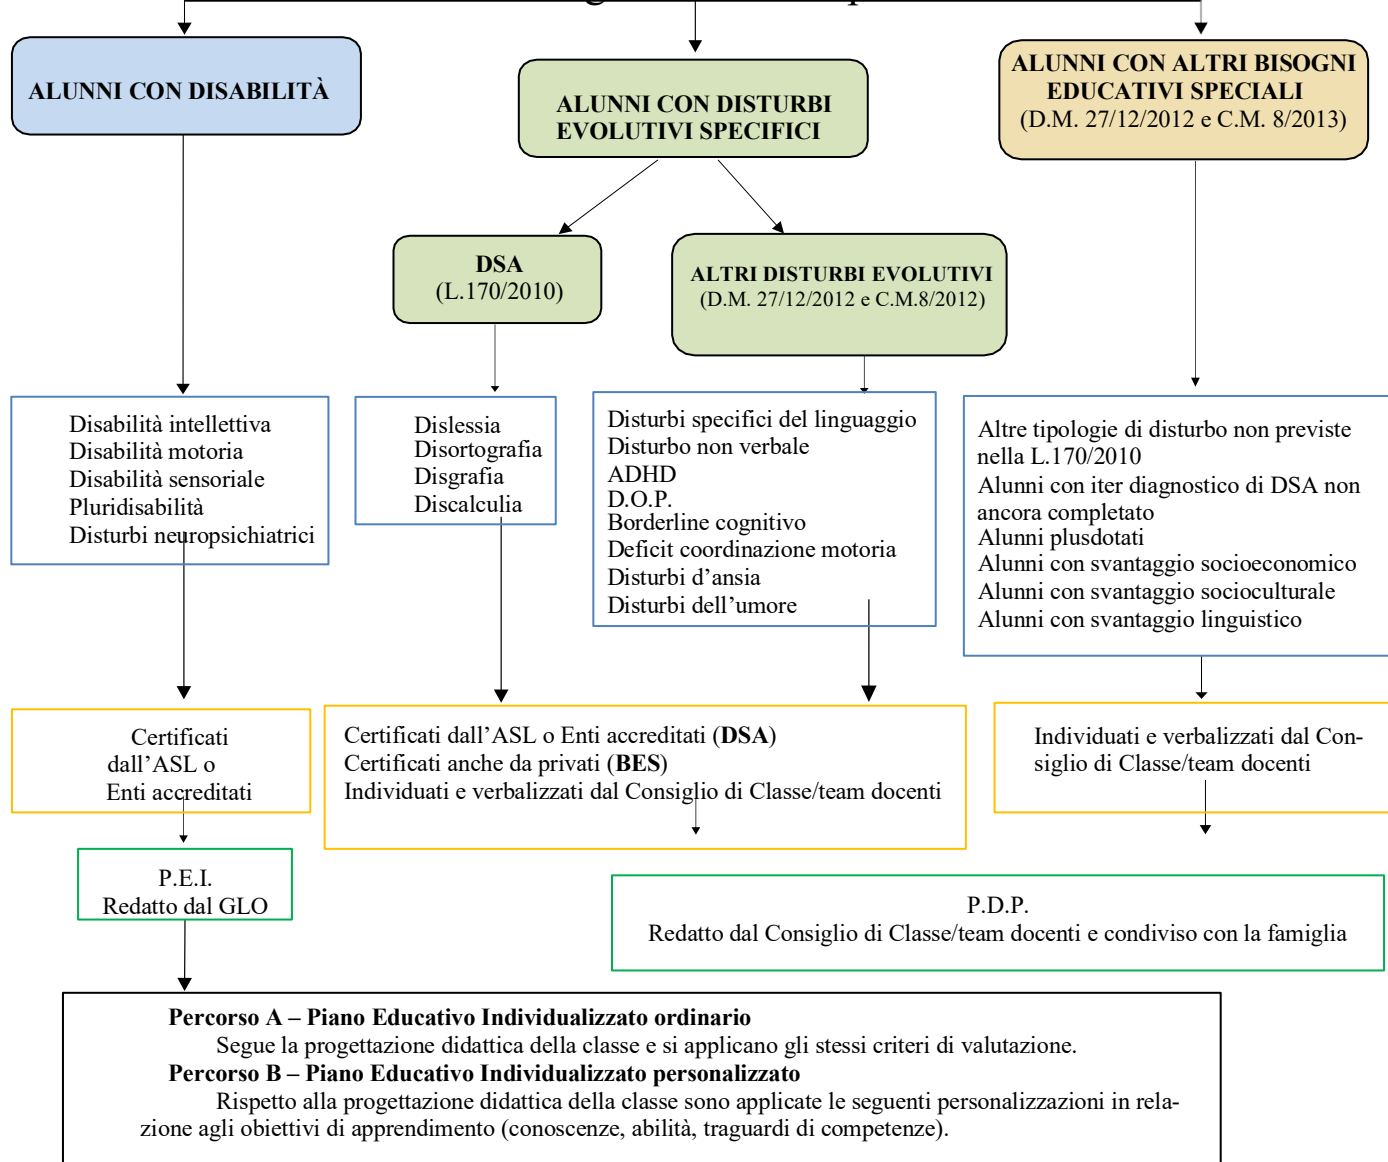 ALUNNI CON DISABILITÀ
ALUNNI CON DISTURBI
EVOLUTIVI SPECIFICI
ALUNNI CON ALTRI BISOGNI
EDUCATIVI SPECIALI
(D.M. 27/12/2012 e C.M. 8/2013)
DSA
(L.170/2010)
ALTRI DISTURBI EVOLUTIVI
(D.M. 27/12/2012 e C.M.8/2012)
Disabilità intellettiva
Disabilità motoria
Disabilità sensoriale
Pluridisabilità
Disturbi neuropsichiatrici
Dislessia
Disortografia
Disgrafia
Discalculia
Disturbi specifici del linguaggio
Disturbo non verbale
ADHD
D.O.P.
Borderline cognitivo
Deficit coordinazione motoria
Disturbi d’ansia
Disturbi dell’umore
Altre tipologie di disturbo non previste
nella L.170/2010
Alunni con iter diagnostico di DSA non
ancora completato
Alunni plusdotati
Alunni con svantaggio socioeconomico
Alunni con svantaggio socioculturale
Alunni con svantaggio linguistico
Certificati
dall’ASL o
Enti accreditati
Certificati dall’ASL o Enti accreditati (DSA)
Certificati anche da privati (BES)
Individuati e verbalizzati dal Consiglio di Classe/team docenti
Individuati e verbalizzati dal Con-
siglio di Classe/team docenti
P.E.I.
Redatto dal GLO
P.D.P.
Redatto dal Consiglio di Classe/team docenti e condiviso con la famiglia
Percorso A – Piano Educativo Individualizzato ordinario
Segue la progettazione didattica della classe e si applicano gli stessi criteri di valutazione.
Percorso B – Piano Educativo Individualizzato personalizzato
Rispetto alla progettazione didattica della classe sono applicate le seguenti personalizzazioni in rela-
zione agli obiettivi di apprendimento (conoscenze, abilità, traguardi di competenze).